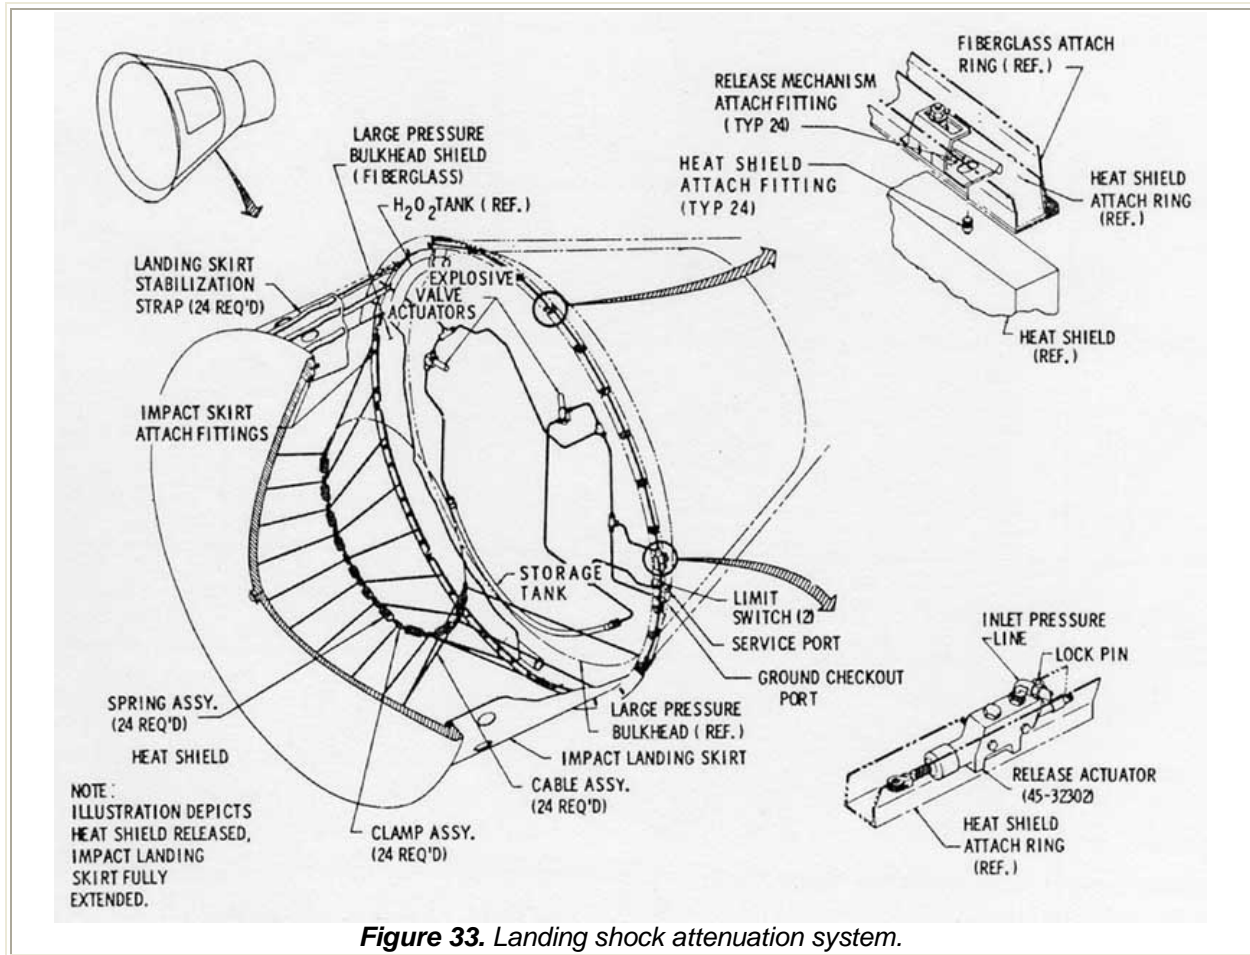 FIBERGLASS ATTACH
RING (REF.)
RELEASE MECHANISM
ATTACH FITTING
(TYP 24)
HEAT SHIELD
ATTACH FITTING
(TYP 24)
HEAT SHIELD
ATTACH RING
(REF.)
HEAT SHIELD
(REF.)
LARGE PRESSURE
BULKHEAD SHIELD
(FIBERGLASS)
H2O2 TANK (REF.)
LANDING SKIRT
STABILIZATION
STRAP (24 REQ'D)
EXPLOSIVE
VALVE
ACTUATORS
IMPACT SKIRT
ATTACH FITTINGS
STORAGE
TANK
LIMIT
SWITCH (2)
SERVICE PORT
GROUND CHECKOUT
PORT
INLET PRESSURE
LINE
LOCK PIN
RELEASE ACTUATOR
(45-32302)
HEAT SHIELD
ATTACH RING
(REF.)
SPRING ASSY.
(24 REQ'D)
HEAT SHIELD
LARGE PRESSURE
BULKHEAD (REF.)
IMPACT LANDING SKIRT
CABLE ASSY.
(24 REQ'D)
CLAMP ASSY.
(24 REQ'D)
NOTE:
ILLUSTRATION DEPICTS
HEAT SHIELD RELEASED,
IMPACT LANDING
SKIRT FULLY
EXTENDED.
Figure 33. Landing shock attenuation system.